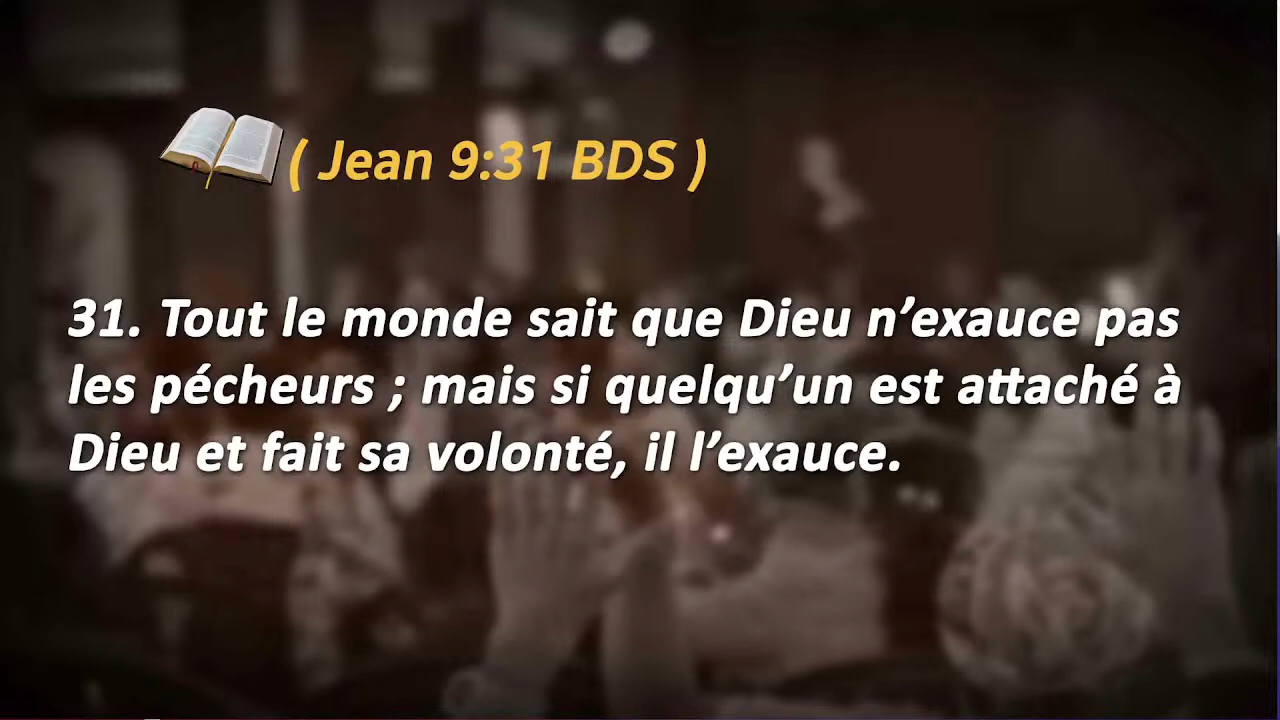 ( Jean 9:31 BDS )
31. Tout le monde sait que Dieu n’exauce pas
les pécheurs ; mais si quelqu’un est attaché à
Dieu et fait sa volonté, il l’exauce.